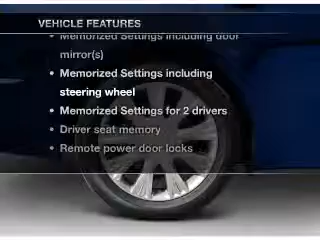 VEHICLE FEATURES
• Memorized Settings including door
mirror(s)
• Memorized Settings including
steering wheel
• Memorized Settings for 2 drivers
• Driver seat memory
• Remote power door locks